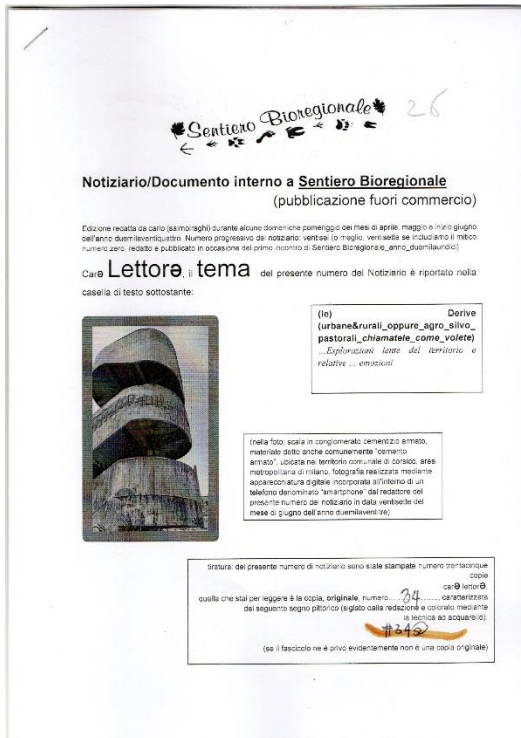 26
Sentiero Bioregionale
Notiziario/Documento interno a Sentiero Bioregionale
(pubblicazione fuori commercio)
Edizione redatta da carlo (salmoiraghi) durante alcune domeniche pomeriggio dei mesi di aprile, maggio e inizio giugno
dell'anno duemilaventiquattro. Numero progressivo del notiziario: ventisei (o meglio, ventisette se includiamo il mitico
numero zero, redatto e pubblicato in occasione del primo incontro di Sentiero Bioregionale_anno_duemilaundici)
Carə Lettorə, il tema del presente numero del Notiziario è riportato nella
casella di testo sottostante:
(le) Derive
(urbane&rurali_oppure_agro_silvo_
pastorali_chiamatele_come_volete)
...Esplorazioni lente del territorio e
relative ... emozioni
(nella foto: scala in conglomerato cementizio armato,
materiale detto anche comunemente "cemento
armato", ubicata nel territorio comunale di corsico, area
metropolitana di milano. fotografia realizzata mediante
apparecchiatura digitale incorporata all'interno di un
telefono denominato "smartphone" dal redattore del
presente numero del notiziario in data ventisette del
mese di giugno dell'anno duemilaventitre)
tiratura: del presente numero di notiziario sono state stampate numero trentacinque
copie
carə lettorə,
quella che stai per leggere è la copia, originale, numero......34......, caratterizzata
dal seguente segno pittorico (siglato dalla redazione e colorato mediante
la tecnica ad acquarello):
#34
(se il fascicolo ne è privo evidentemente non è una copia originale)